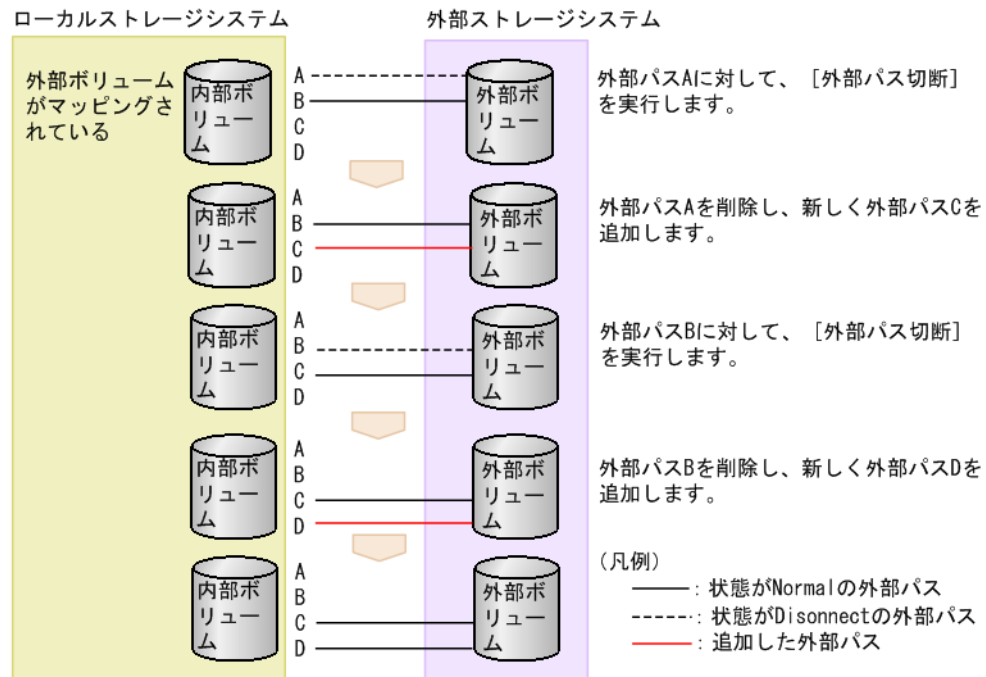 ローカルストレージシステム
外部ストレージシステム
外部ボリューム
がマッピングさ
れている
内部ボ
リュー
ム
A
B
C
D
外部ボ
リュー
ム
外部パスAに対して、［外部パス切断］
を実行します。
内部ボ
リュー
ム
A
B
C
D
外部ボ
リュー
ム
外部パスAを削除し、新しく外部パスCを
追加します。
内部ボ
リュー
ム
A
B
C
D
外部ボ
リュー
ム
外部パスBに対して、［外部パス切断］
を実行します。
内部ボ
リュー
ム
A
B
C
D
外部ボ
リュー
ム
外部パスBを削除し、新しく外部パスDを
追加します。
内部ボ
リュー
ム
A
B
C
D
外部ボ
リュー
ム
(凡例)
：状態がNormalの外部パス
：状態がDisonnectの外部パス
：追加した外部パス